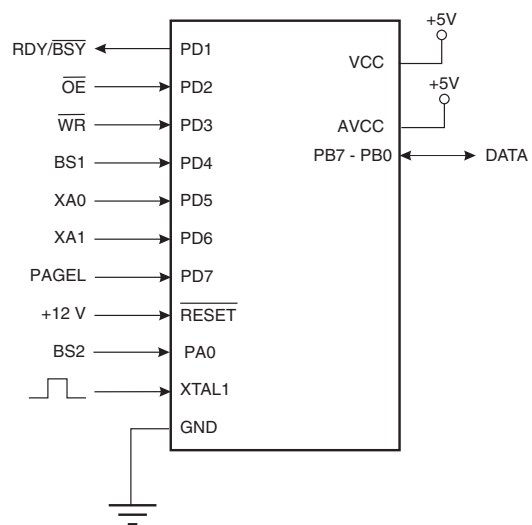 +5V
RDY/BSY PD1
VCC
OE PD2
+5V
WR PD3
AVCC
BS1 PD4
PB7 - PB0 DATA
XA0 PD5
XA1 PD6
PAGEL PD7
+12 V RESET
BS2 PA0
XTAL1
GND